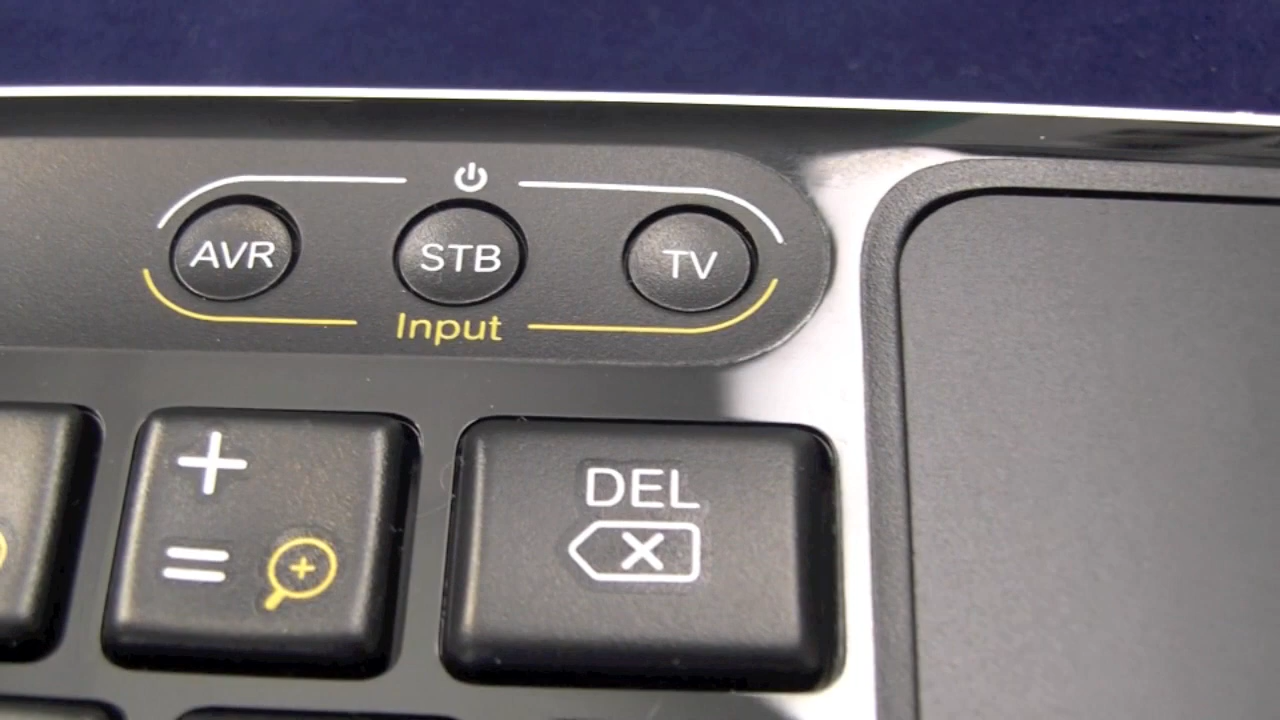 AVR STB TV
Input
+
=
DEL